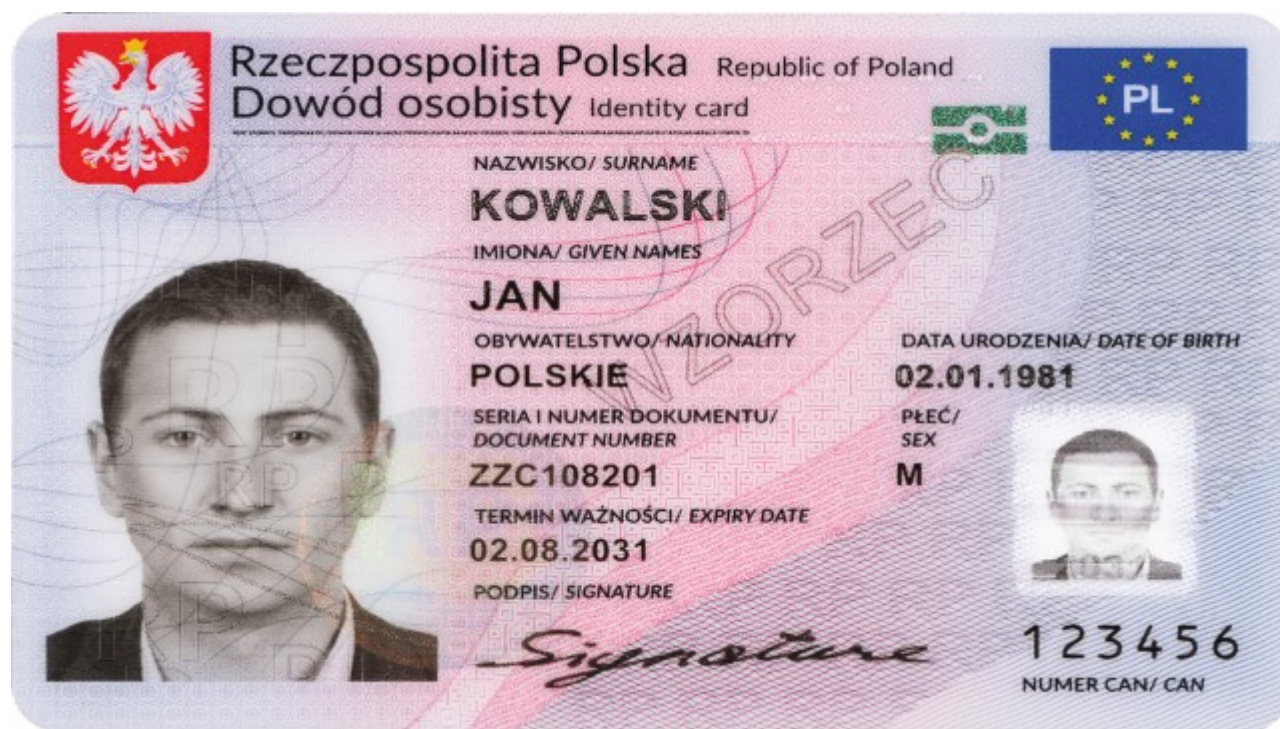 Rzeczpospolita Polska Republic of Poland
Dowód osobisty Identity card
PL
NAZWISKO/ SURNAME
KOWALSKI
IMIONA/ GIVEN NAMES
JAN
OBYWATELSTWO/ NATIONALITY
POLSKIE
DATA URODZENIA/ DATE OF BIRTH
02.01.1981
SERIA I NUMER DOKUMENTU/
DOCUMENT NUMBER
ZZC108201
PŁEĆ/
SEX
M
TERMIN WAŻNOŚCI/ EXPIRY DATE
02.08.2031
PODPIS/ SIGNATURE
Signature
123456
NUMER CAN/ CAN
WZORZEC
RP